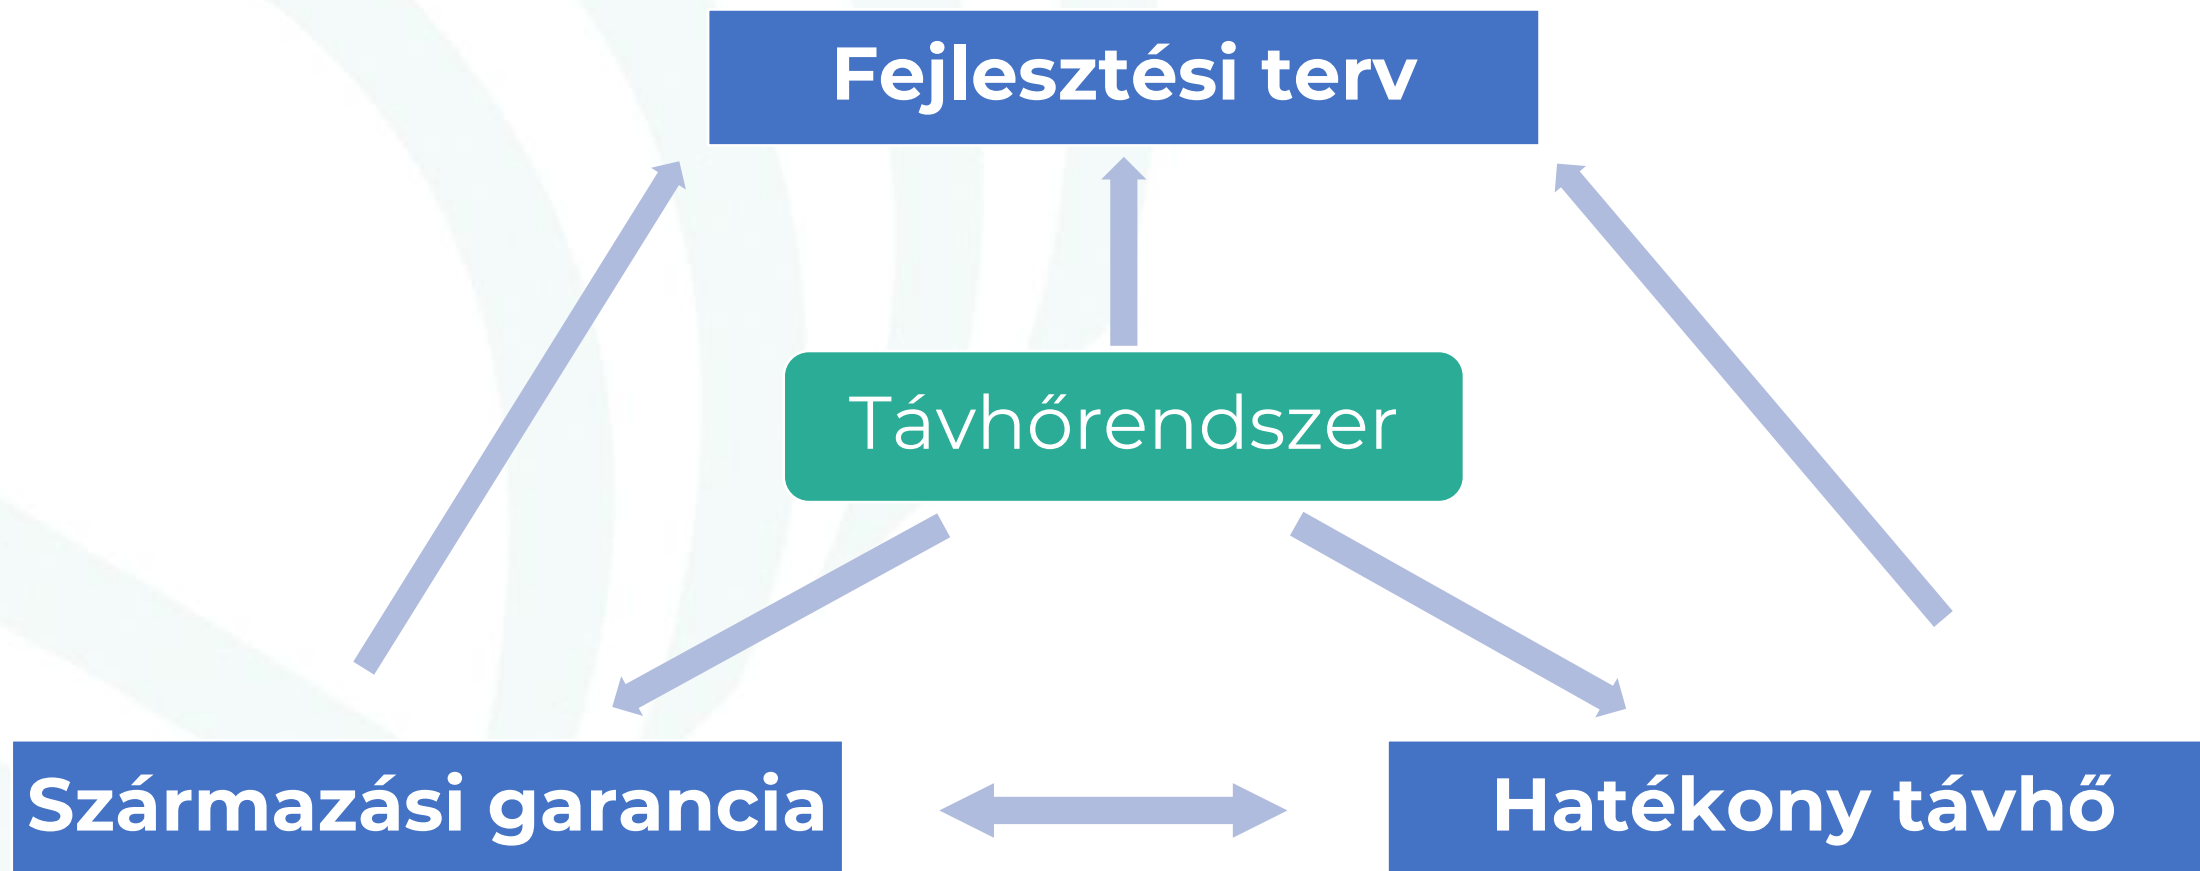 Fejlesztési terv
Távhőrendszer
Származási garancia
Hatékony távhő